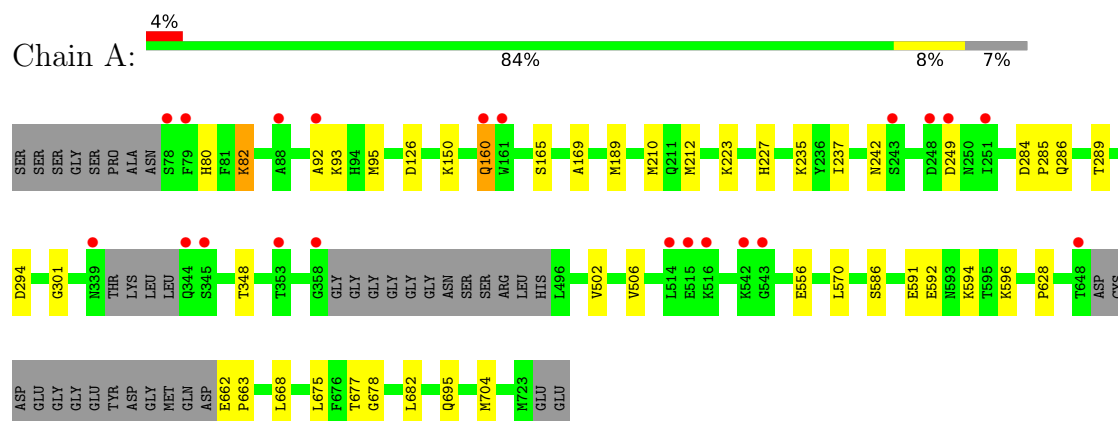 4%
Chain A:
84% 8% 7%
SER SER SER GLY SER PRO ALA ASN S78 F79 H80 F81 K82 A88 A92 K93 H94 M95 D126 K150 Q160 W161 S165 A169 M189 M210 Q211 M212 K223 H227 K235 Y236 I237 N242 S243 D248 D249 N250 I251 D284 P285 Q286 T289
D294 G301 N339 THR LYS LEU LEU Q344 S345 T348 T353 G358 GLY GLY GLY GLY GLY GLY ASN SER SER ARG LEU HIS L496 V502 V506 L514 E515 K516 K542 G543 E556 L570 S586 E591 E592 N593 K594 T595 K596 P628 T648 ASP CYS
ASP GLU GLY GLY GLU TYR ASP GLY MET GLN ASP E662 P663 L668 L675 F676 T677 G678 L682 Q695 M704 M723 GLU GLU